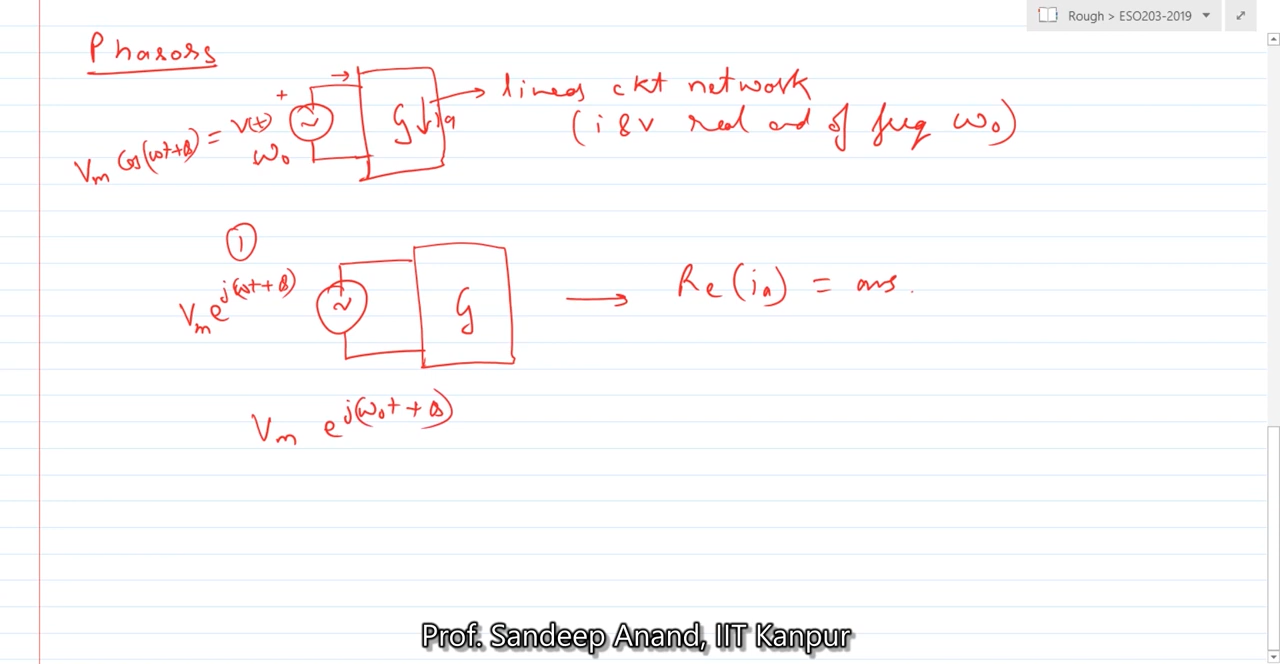 Rough > ESO203-2019
Phasors
+
G ↓ia → linear ckt network
Vm Cos(ωt+θ) = V(t)
ω₀
(i & v real and of freq ω₀)
①
Vm e^j(ωt+θ)
G → Re(ia) = ans.
Vm e^j(ω₀t+θ)
Prof. Sandeep Anand, IIT Kanpur